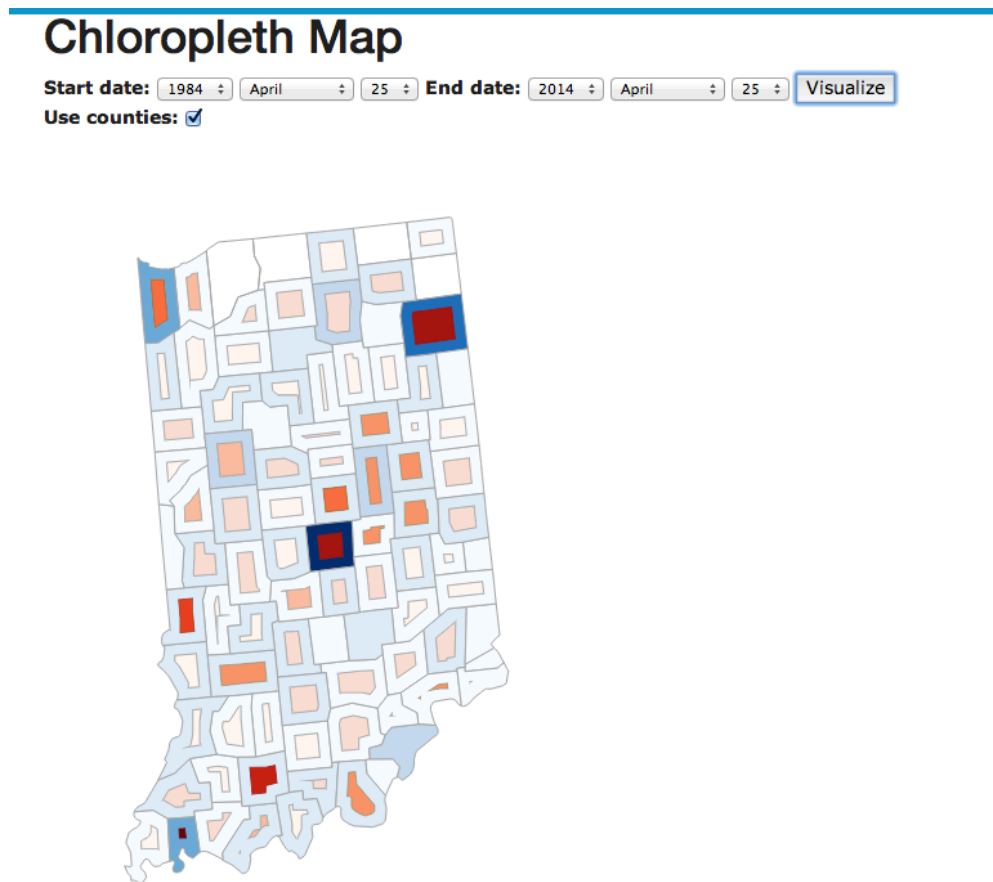 Chloropleth Map
Start date: 1984 April 25 End date: 2014 April 25 Visualize
Use counties: